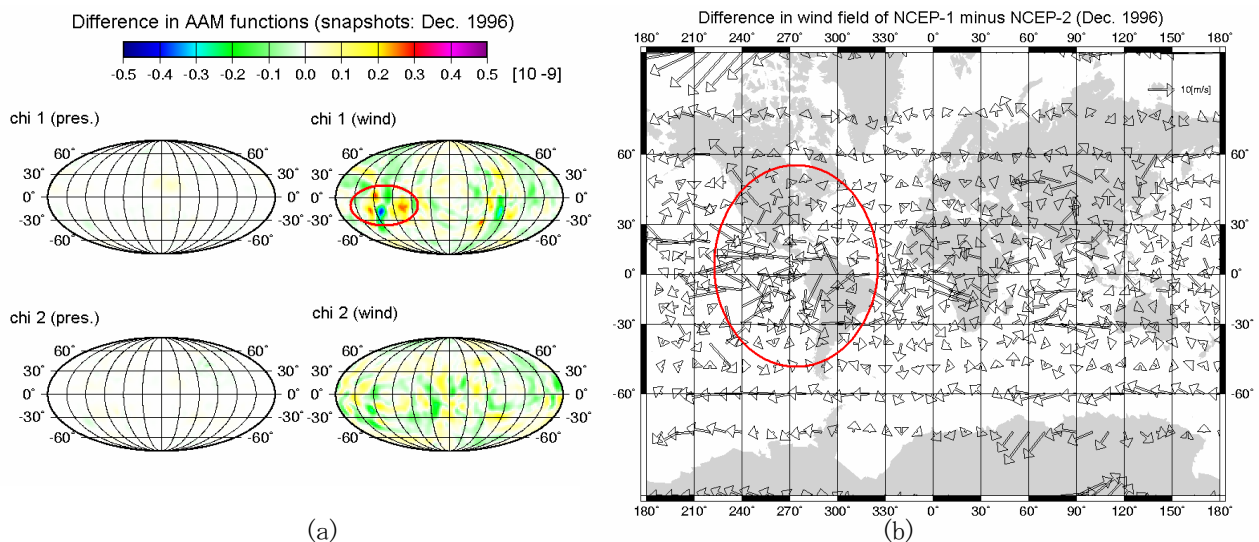 Difference in AAM functions (snapshots: Dec. 1996)
-0.5 -0.4 -0.3 -0.2 -0.1 0.0 0.1 0.2 0.3 0.4 0.5 [10 -9]
chi 1 (pres.)
60˚ 60˚
30˚ 30˚
0˚ 0˚
-30˚ -30˚
-60˚ -60˚
chi 1 (wind)
60˚ 60˚
30˚ 30˚
0˚ 0˚
-30˚ -30˚
-60˚ -60˚
chi 2 (pres.)
60˚ 60˚
30˚ 30˚
0˚ 0˚
-30˚ -30˚
-60˚ -60˚
chi 2 (wind)
60˚ 60˚
30˚ 30˚
0˚ 0˚
-30˚ -30˚
-60˚ -60˚
(a)
Difference in wind field of NCEP-1 minus NCEP-2 (Dec. 1996)
180˚ 210˚ 240˚ 270˚ 300˚ 330˚ 0˚ 30˚ 60˚ 90˚ 120˚ 150˚ 180˚
10[m/s]
60˚ 60˚
30˚ 30˚
0˚ 0˚
-30˚ -30˚
-60˚ -60˚
180˚ 210˚ 240˚ 270˚ 300˚ 330˚ 0˚ 30˚ 60˚ 90˚ 120˚ 150˚ 180˚
(b)